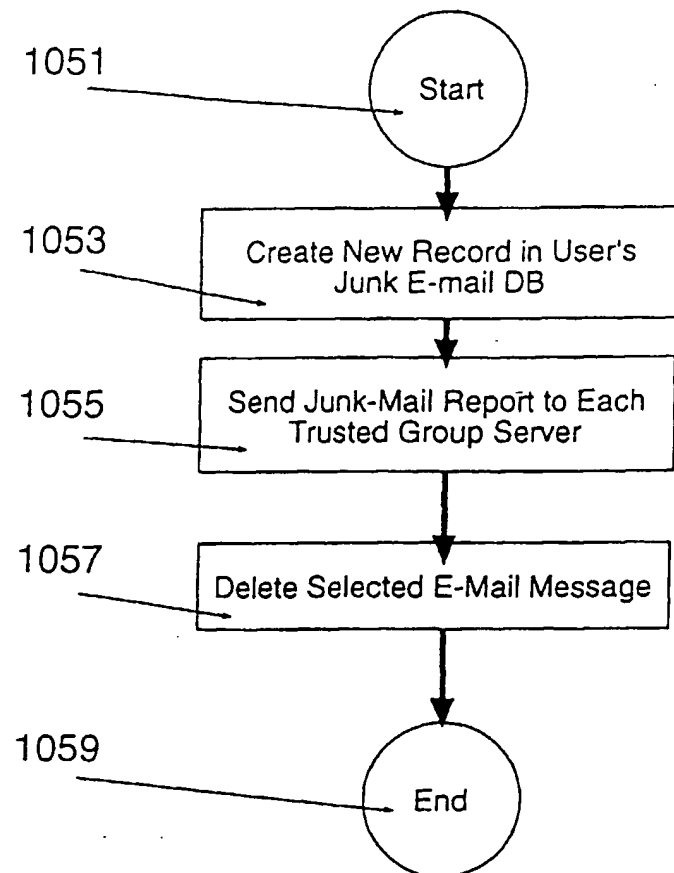 1051
Start
1053
Create New Record in User's
Junk E-mail DB
1055
Send Junk-Mail Report to Each
Trusted Group Server
1057
Delete Selected E-Mail Message
1059
End